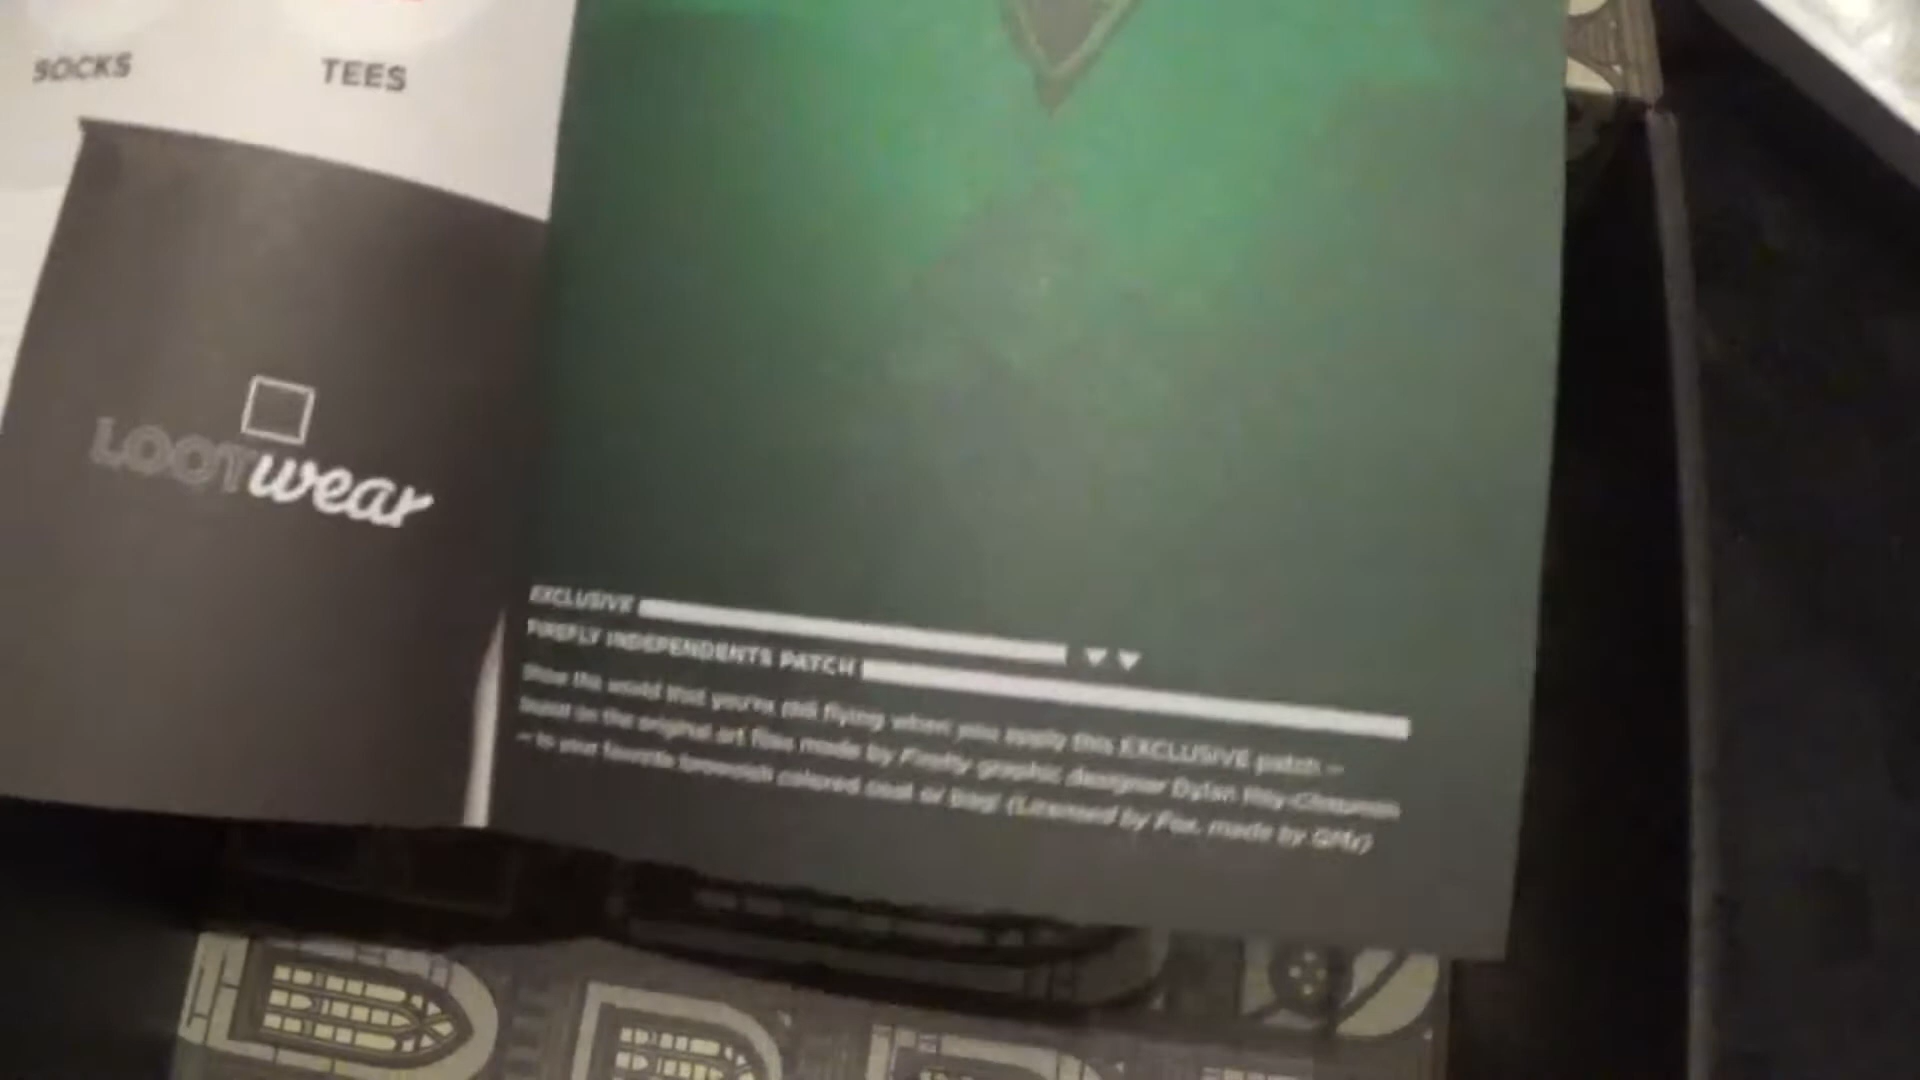 SOCKS
TEES
LOOTwear
EXCLUSIVE
FIREFLY INDEPENDENTS PATCH
Show the world that you're still flying when you apply this EXCLUSIVE patch –
based on the original art files made by Firefly graphic designer Dylan
– to your favorite brownish colored coat or bag! (Licensed by Fox, made by QMx)